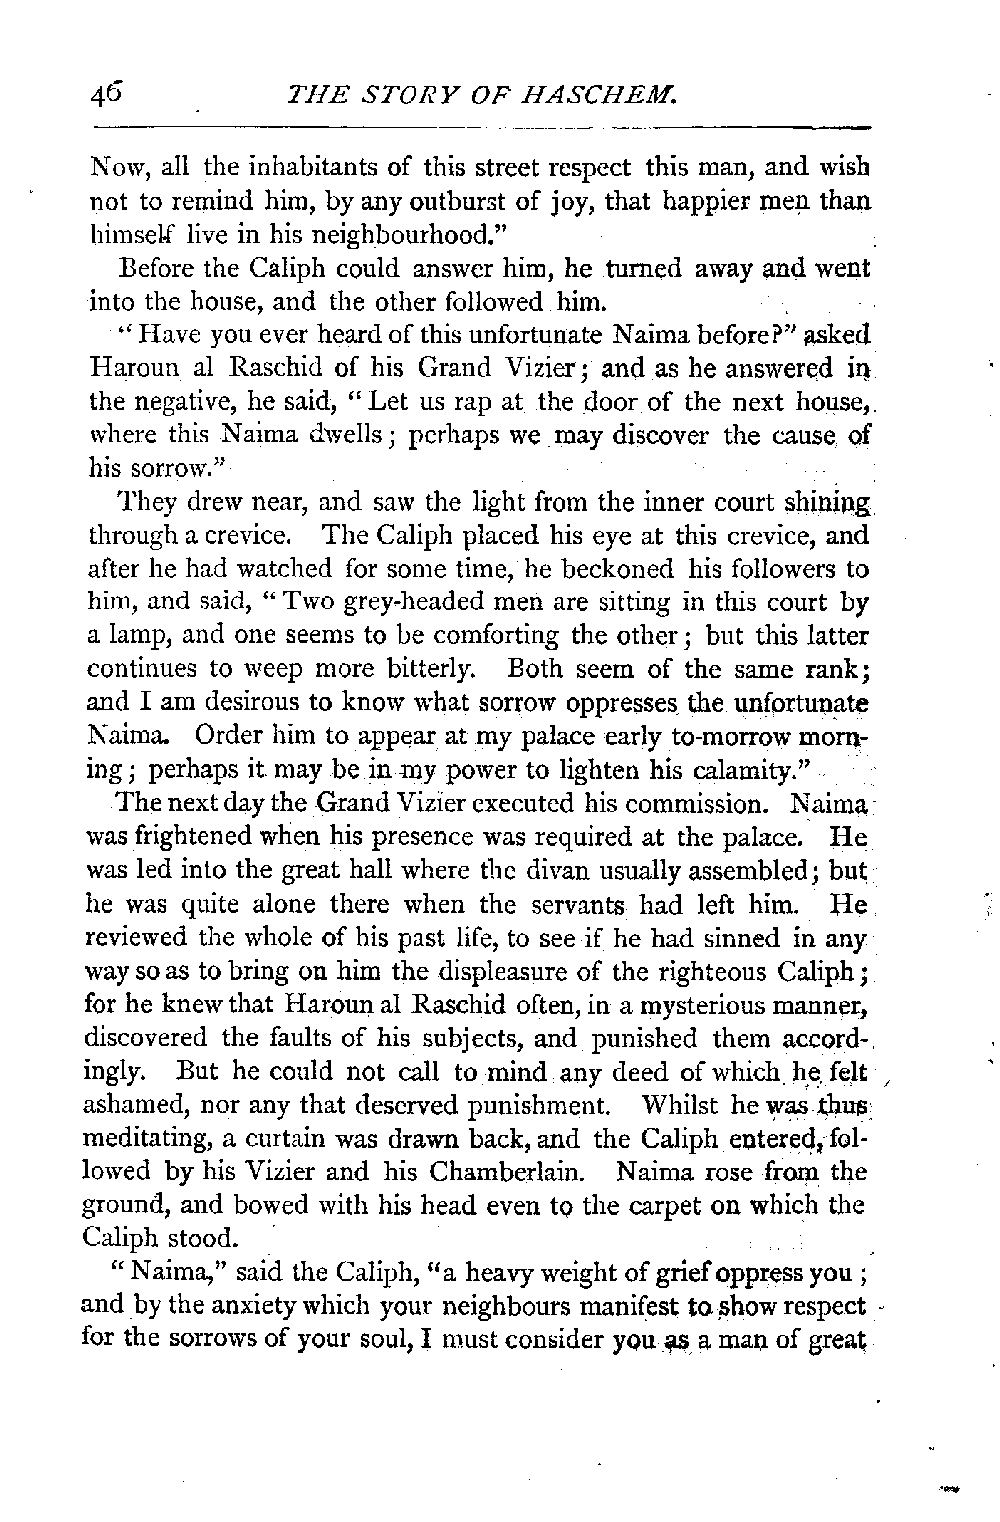 46 THE STORY OF HASCHEM.
Now, all the inhabitants of this street respect this man, and wish
not to remind him, by any outburst of joy, that happier men than
himself live in his neighbourhood.”
Before the Caliph could answer him, he turned away and went
into the house, and the other followed him.
“Have you ever heard of this unfortunate Naima before?” asked
Haroun al Raschid of his Grand Vizier; and as he answered in
the negative, he said, “Let us rap at the door of the next house,
where this Naima dwells; perhaps we may discover the cause of
his sorrow.”
They drew near, and saw the light from the inner court shining
through a crevice. The Caliph placed his eye at this crevice, and
after he had watched for some time, he beckoned his followers to
him, and said, “Two grey-headed men are sitting in this court by
a lamp, and one seems to be comforting the other; but this latter
continues to weep more bitterly. Both seem of the same rank;
and I am desirous to know what sorrow oppresses the unfortunate
Naima. Order him to appear at my palace early to-morrow morn-
ing; perhaps it may be in my power to lighten his calamity.”
The next day the Grand Vizier executed his commission. Naima
was frightened when his presence was required at the palace. He
was led into the great hall where the divan usually assembled; but
he was quite alone there when the servants had left him. He
reviewed the whole of his past life, to see if he had sinned in any
way so as to bring on him the displeasure of the righteous Caliph;
for he knew that Haroun al Raschid often, in a mysterious manner,
discovered the faults of his subjects, and punished them accord-
ingly. But he could not call to mind any deed of which he felt
ashamed, nor any that deserved punishment. Whilst he was thus
meditating, a curtain was drawn back, and the Caliph entered, fol-
lowed by his Vizier and his Chamberlain. Naima rose from the
ground, and bowed with his head even to the carpet on which the
Caliph stood.
“Naima,” said the Caliph, “a heavy weight of grief oppress you;
and by the anxiety which your neighbours manifest to show respect
for the sorrows of your soul, I must consider you as a man of great